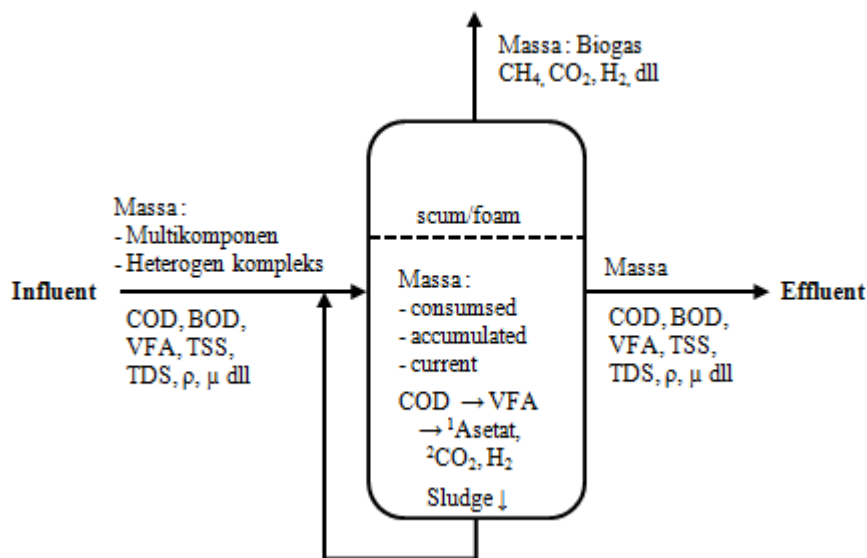 Massa : Biogas
CH₄, CO₂, H₂, dll
Massa :
- Multikomponen
- Heterogen kompleks
Influent
COD, BOD,
VFA, TSS,
TDS, ρ, µ dll
scum/foam
Massa :
- consumsed
- accumulated
- current
COD → VFA
→ ¹Asetat,
²CO₂, H₂
Sludge ↓
Massa
Effluent
COD, BOD,
VFA, TSS,
TDS, ρ, µ dll